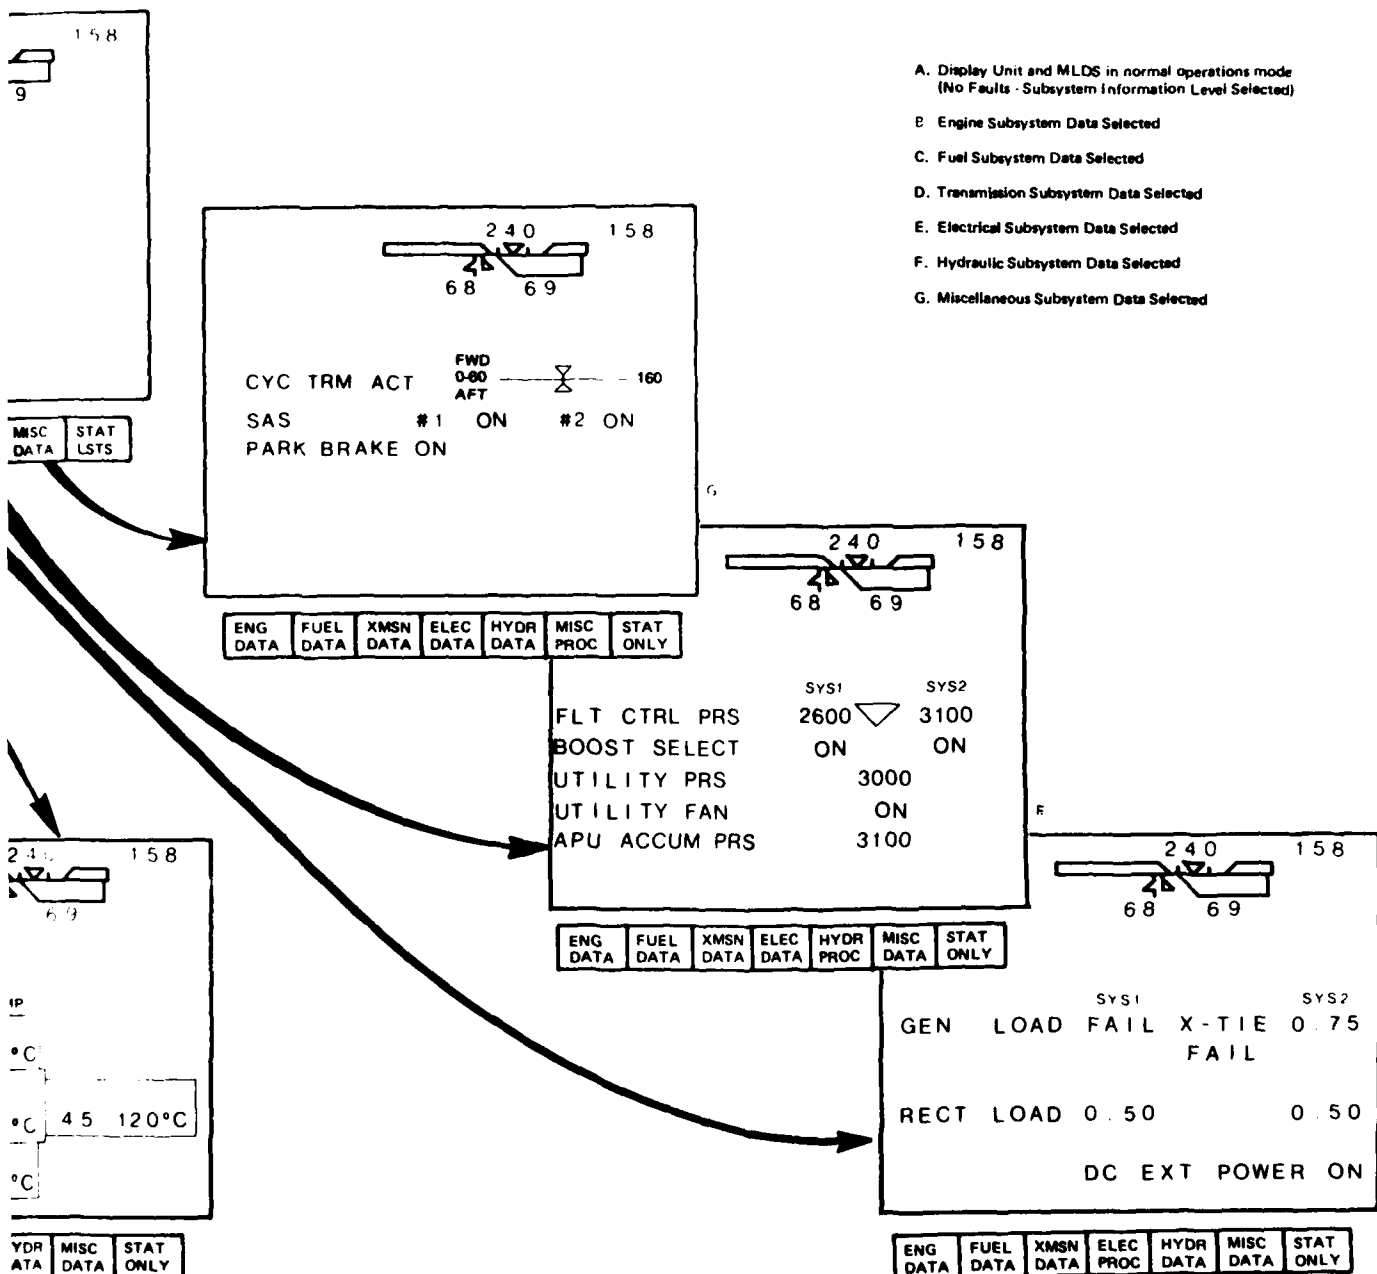 158
9
MISC DATA STAT LSTS
A. Display Unit and MLDS in normal operations mode
(No Faults - Subsystem Information Level Selected)
B Engine Subsystem Data Selected
C. Fuel Subsystem Data Selected
D. Transmission Subsystem Data Selected
E. Electrical Subsystem Data Selected
F. Hydraulic Subsystem Data Selected
G. Miscellaneous Subsystem Data Selected
240 158
68 69
FWD
CYC TRM ACT 0-80 160
AFT
SAS #1 ON #2 ON
PARK BRAKE ON
G
ENG DATA FUEL DATA XMSN DATA ELEC DATA HYDR DATA MISC PROC STAT ONLY
240 158
68 69
SYS1 SYS2
FLT CTRL PRS 2600 3100
BOOST SELECT ON ON
UTILITY PRS 3000
UTILITY FAN ON
APU ACCUM PRS 3100
ENG DATA FUEL DATA XMSN DATA ELEC DATA HYDR PROC MISC DATA STAT ONLY
240 158
68 69
SYS1 SYS2
GEN LOAD FAIL X-TIE 0.75
FAIL
RECT LOAD 0.50 0.50
DC EXT POWER ON
ENG DATA FUEL DATA XMSN DATA ELEC PROC HYDR DATA MISC DATA STAT ONLY
240 158
69
°C
°C 45 120°C
°C
YDR ATA MISC DATA STAT ONLY